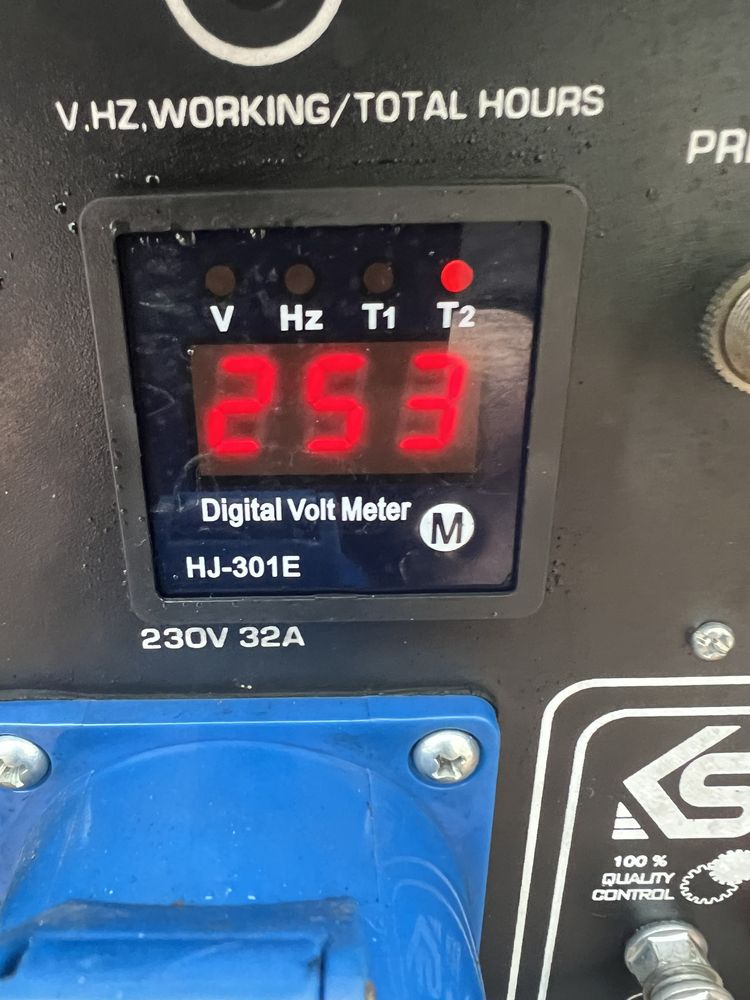 V,HZ,WORKING/TOTAL HOURS
V Hz T1 T2
253
Digital Volt Meter M
HJ-301E
230V 32A
100 %
QUALITY
CONTROL